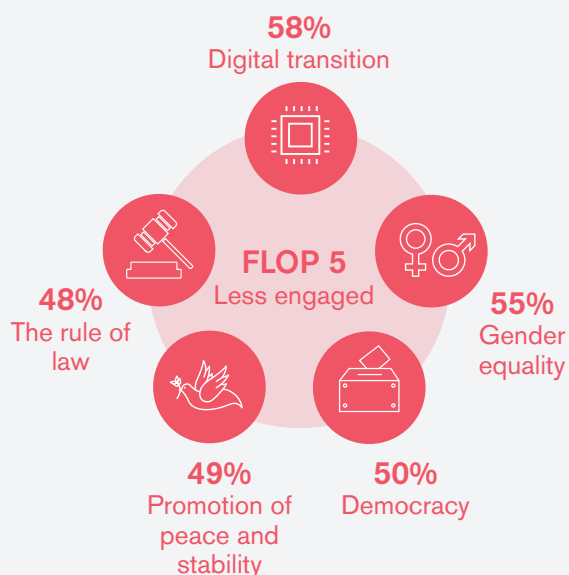 58%
Digital transition
FLOP 5
Less engaged
55%
Gender
equality
50%
Democracy
49%
Promotion of
peace and
stability
48%
The rule of
law